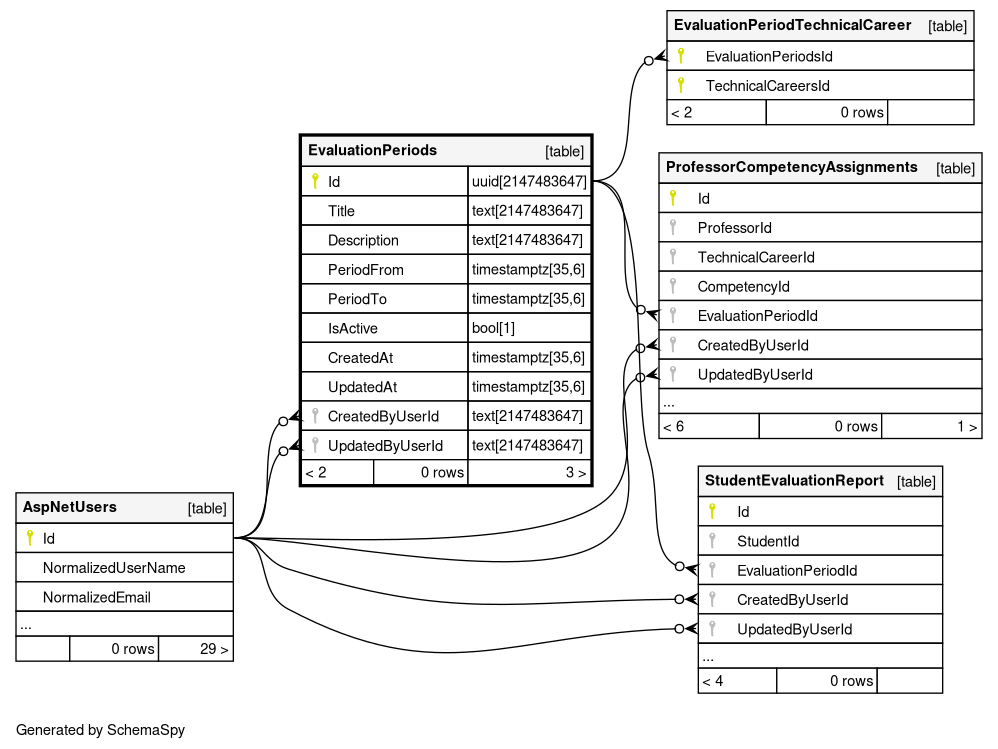 EvaluationPeriodTechnicalCareer [table]
EvaluationPeriodsId
TechnicalCareersId
< 2 0 rows
EvaluationPeriods [table]
Id uuid[2147483647]
Title text[2147483647]
Description text[2147483647]
PeriodFrom timestamptz[35,6]
PeriodTo timestamptz[35,6]
IsActive bool[1]
CreatedAt timestamptz[35,6]
UpdatedAt timestamptz[35,6]
CreatedByUserId text[2147483647]
UpdatedByUserId text[2147483647]
< 2 0 rows 3 >
ProfessorCompetencyAssignments [table]
Id
ProfessorId
TechnicalCareerId
CompetencyId
EvaluationPeriodId
CreatedByUserId
UpdatedByUserId
...
< 6 0 rows 1 >
AspNetUsers [table]
Id
NormalizedUserName
NormalizedEmail
...
0 rows 29 >
StudentEvaluationReport [table]
Id
StudentId
EvaluationPeriodId
CreatedByUserId
UpdatedByUserId
...
< 4 0 rows
Generated by SchemaSpy